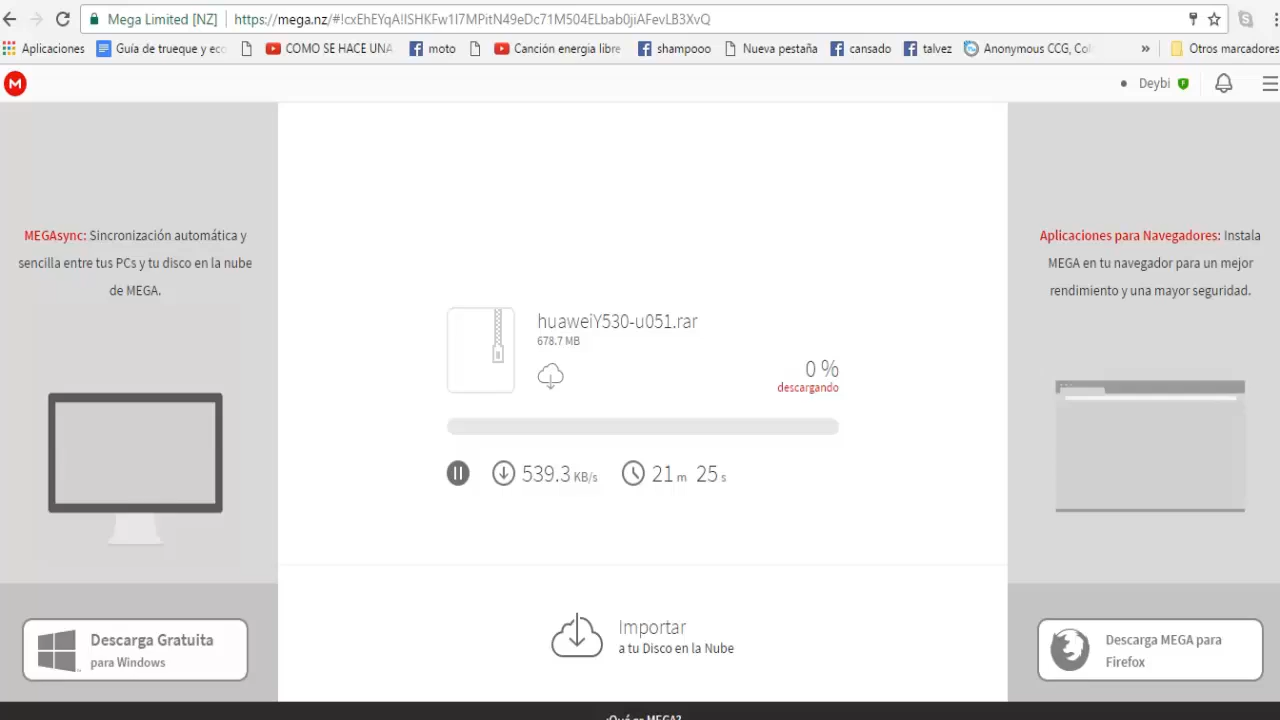 Mega Limited [NZ] https://mega.nz/#!cxEhEYqA!ISHKFw1I7MPitN49eDc71M504ELbab0jiAFevLB3XvQ
Aplicaciones Guía de trueque y eco COMO SE HACE UNA moto Canción energia libre shampooo Nueva pestaña cansado talvez Anonymous CCG, Col » Otros marcadores
M
Deybi
MEGAsync: Sincronización automática y
sencilla entre tus PCs y tu disco en la nube
de MEGA.
Aplicaciones para Navegadores: Instala
MEGA en tu navegador para un mejor
rendimiento y una mayor seguridad.
huaweiY530-u051.rar
678.7 MB
0 %
descargando
539.3 KB/s 21 m 25 s
Importar
a tu Disco en la Nube
Descarga Gratuita
para Windows
Descarga MEGA para
Firefox
¿Qué es MEGA?